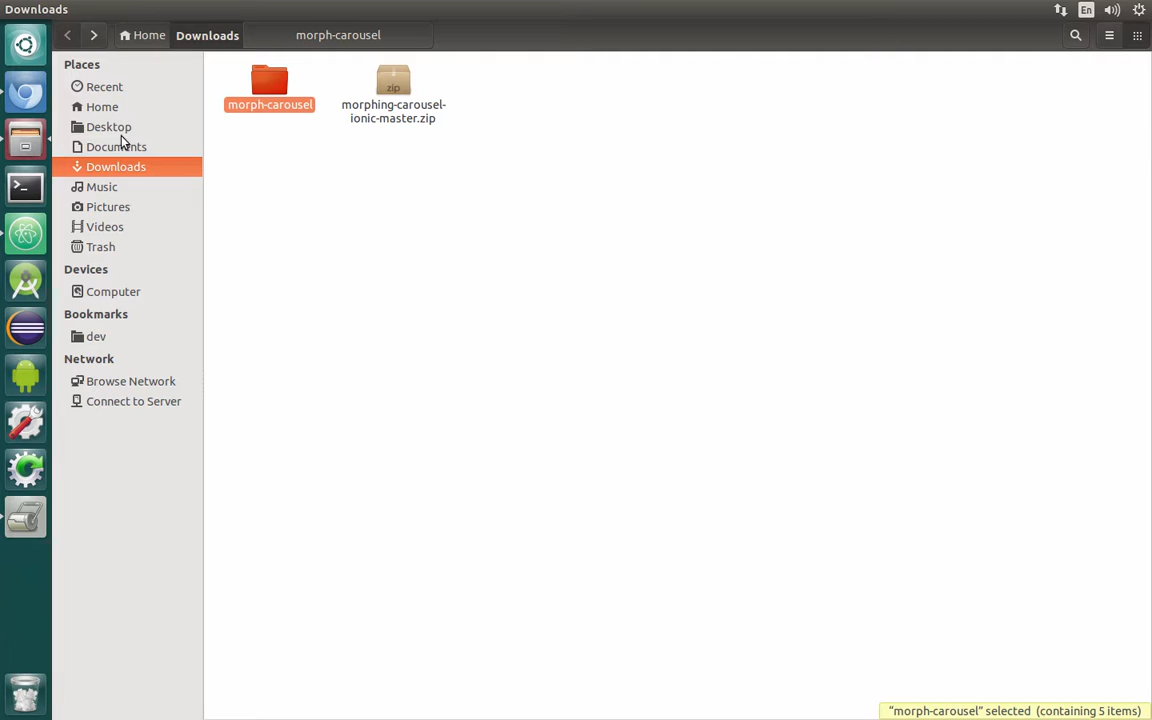 Downloads
En
Home
Downloads
morph-carousel
Places
Recent
Home
Desktop
Documents
Downloads
Music
Pictures
Videos
Trash
Devices
Computer
Bookmarks
dev
Network
Browse Network
Connect to Server
morph-carousel
zip
morphing-carousel-
ionic-master.zip
"morph-carousel" selected (containing 5 items)